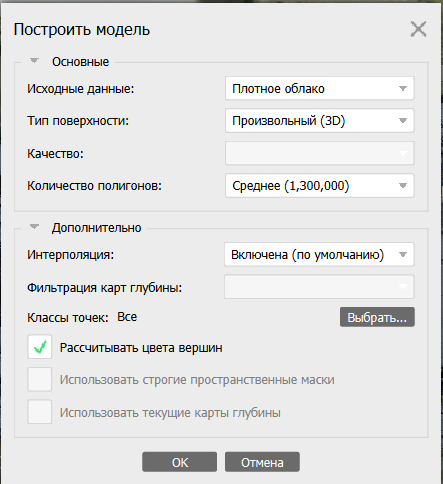 Построить модель
Основные
Исходные данные: Плотное облако
Тип поверхности: Произвольный (3D)
Качество:
Количество полигонов: Среднее (1,300,000)
Дополнительно
Интерполяция: Включена (по умолчанию)
Фильтрация карт глубины:
Классы точек: Все Выбрать...
Рассчитывать цвета вершин
Использовать строгие пространственные маски
Использовать текущие карты глубины
OK Отмена